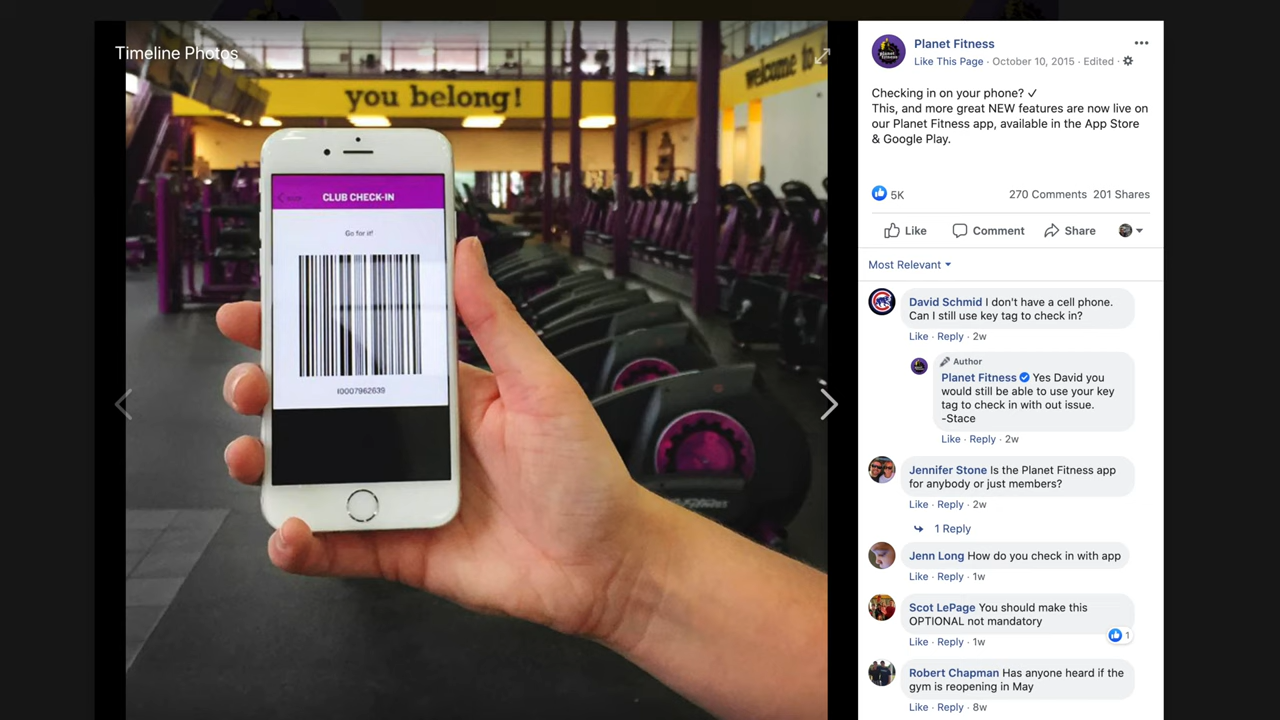 Timeline Photos
you belong!
welcome to
CLUB CHECK-IN
Go for it!
I0007962639
Planet Fitness
Like This Page · October 10, 2015 · Edited ·
Checking in on your phone? ✓
This, and more great NEW features are now live on
our Planet Fitness app, available in the App Store
& Google Play.
5K
270 Comments 201 Shares
Like Comment Share
Most Relevant
David Schmid I don't have a cell phone.
Can I still use key tag to check in?
Like · Reply · 2w
Author
Planet Fitness Yes David you
would still be able to use your key
tag to check in with out issue.
-Stace
Like · Reply · 2w
Jennifer Stone Is the Planet Fitness app
for anybody or just members?
Like · Reply · 2w
1 Reply
Jenn Long How do you check in with app
Like · Reply · 1w
Scot LePage You should make this
OPTIONAL not mandatory
1
Like · Reply · 1w
Robert Chapman Has anyone heard if the
gym is reopening in May
Like · Reply · 8w